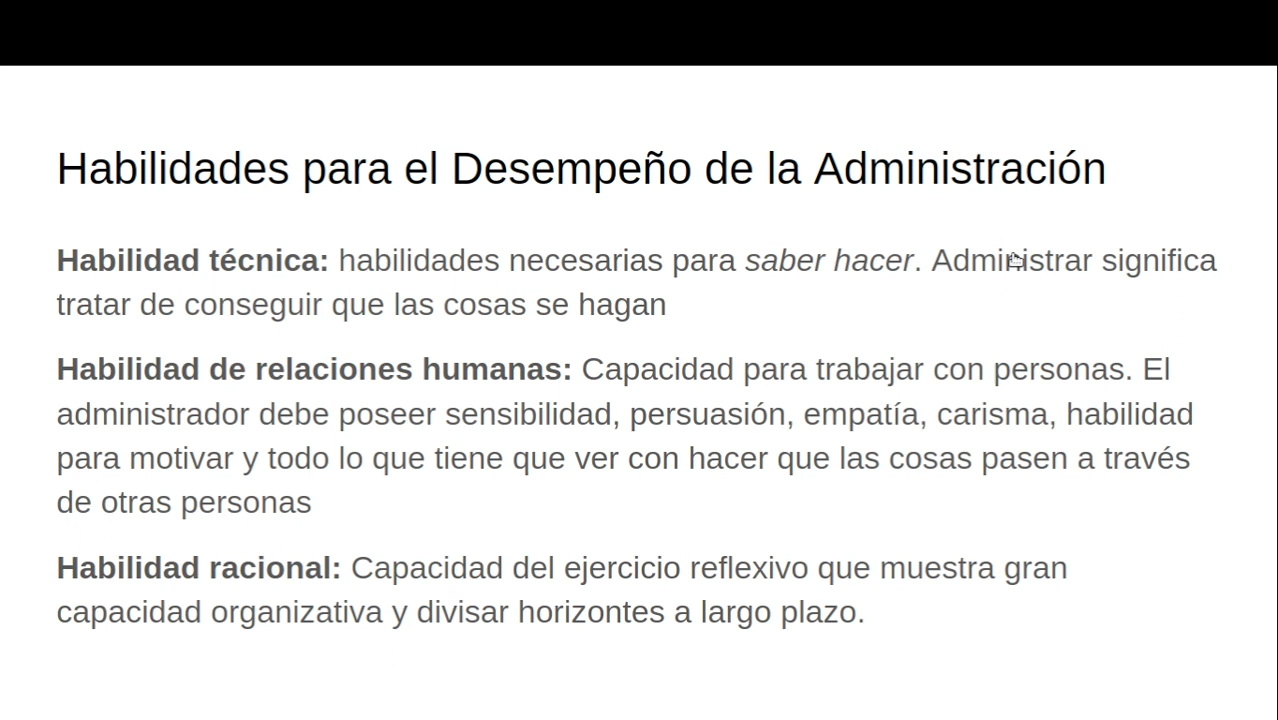 Habilidades para el Desempeño de la Administración
Habilidad técnica: habilidades necesarias para saber hacer. Administrar significa
tratar de conseguir que las cosas se hagan
Habilidad de relaciones humanas: Capacidad para trabajar con personas. El
administrador debe poseer sensibilidad, persuasión, empatía, carisma, habilidad
para motivar y todo lo que tiene que ver con hacer que las cosas pasen a través
de otras personas
Habilidad racional: Capacidad del ejercicio reflexivo que muestra gran
capacidad organizativa y divisar horizontes a largo plazo.